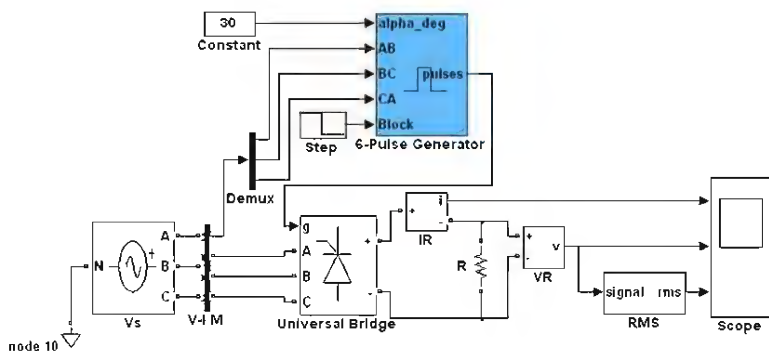 30
Constant
alpha_deg
AB
BC
CA
Block
pulses
6-Pulse Generator
Step
Demux
N
+
A
B
C
Vs
V-I M
g
A
B
C
+
-
Universal Bridge
+
i
-
IR
R
+
-
v
VR
signal rms
RMS
Scope
node 10